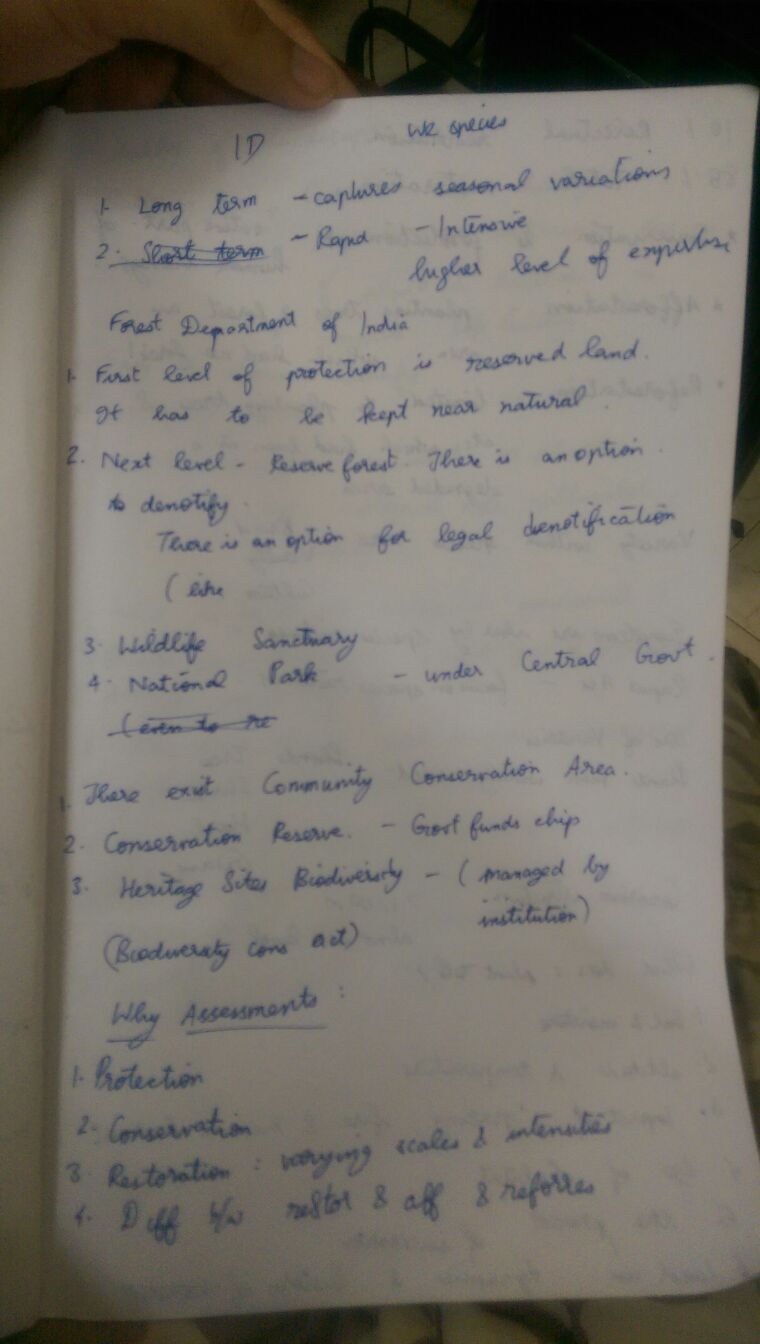 ID
species
1. Long term - captures seasonal variations
2. Short term - Rapid - Intensive
higher level of expertise
Forest Department of India
1. First level of protection is reserved land.
It has to be kept near natural.
2. Next level - Reserve forest. There is an option
to denotify.
There is an option for legal denotification
(like
3. Wildlife Sanctuary
4. National Park - under Central Govt.
(even to re
1. There exist Community Conservation Area.
2. Conservation Reserve. - Govt funds chip
3. Heritage Sites Biodiversity - (managed by
institution)
(Biodiversity cons act)
Why Assessments:
1. Protection
2. Conservation
3. Restoration : varying scales & intensities
4. Diff b/w restor & aff & reforres